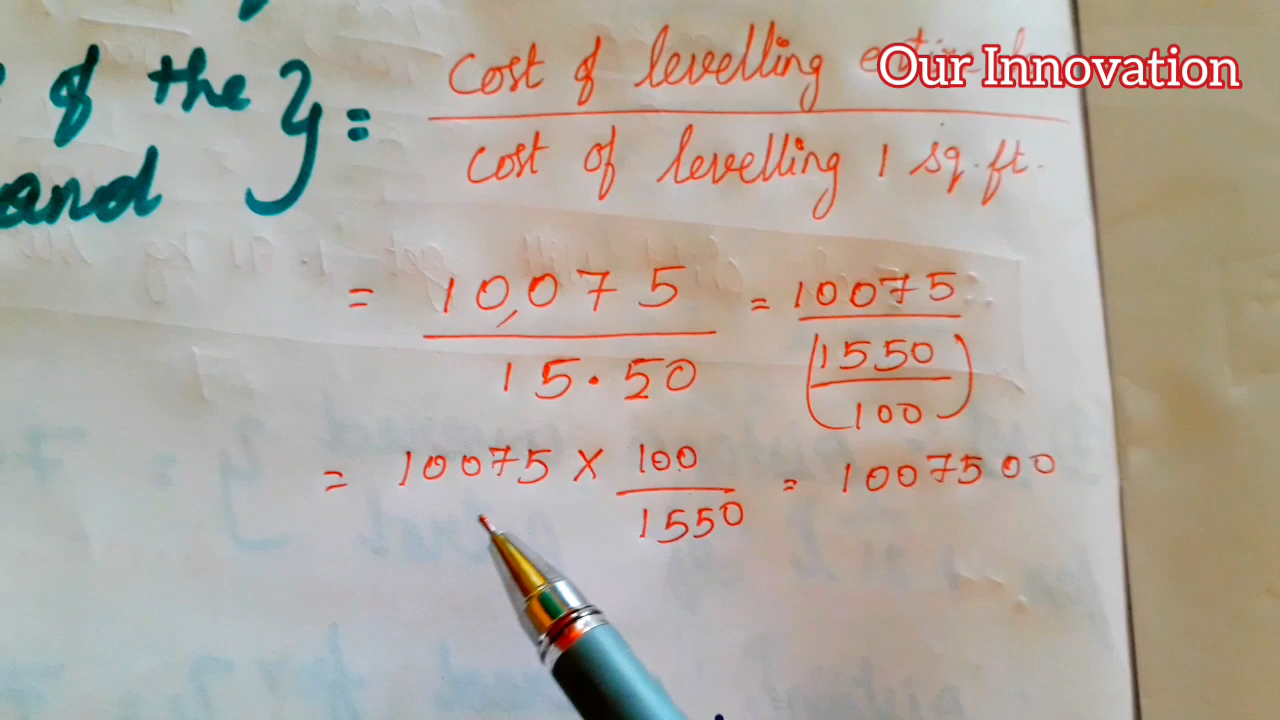 Our Innovation
of the } = cost of levelling
and cost of levelling 1 sq.ft.
= 10,075 / 15.50 = 10075 / (1550/100)
= 10075 × 100/1550 = 1007500